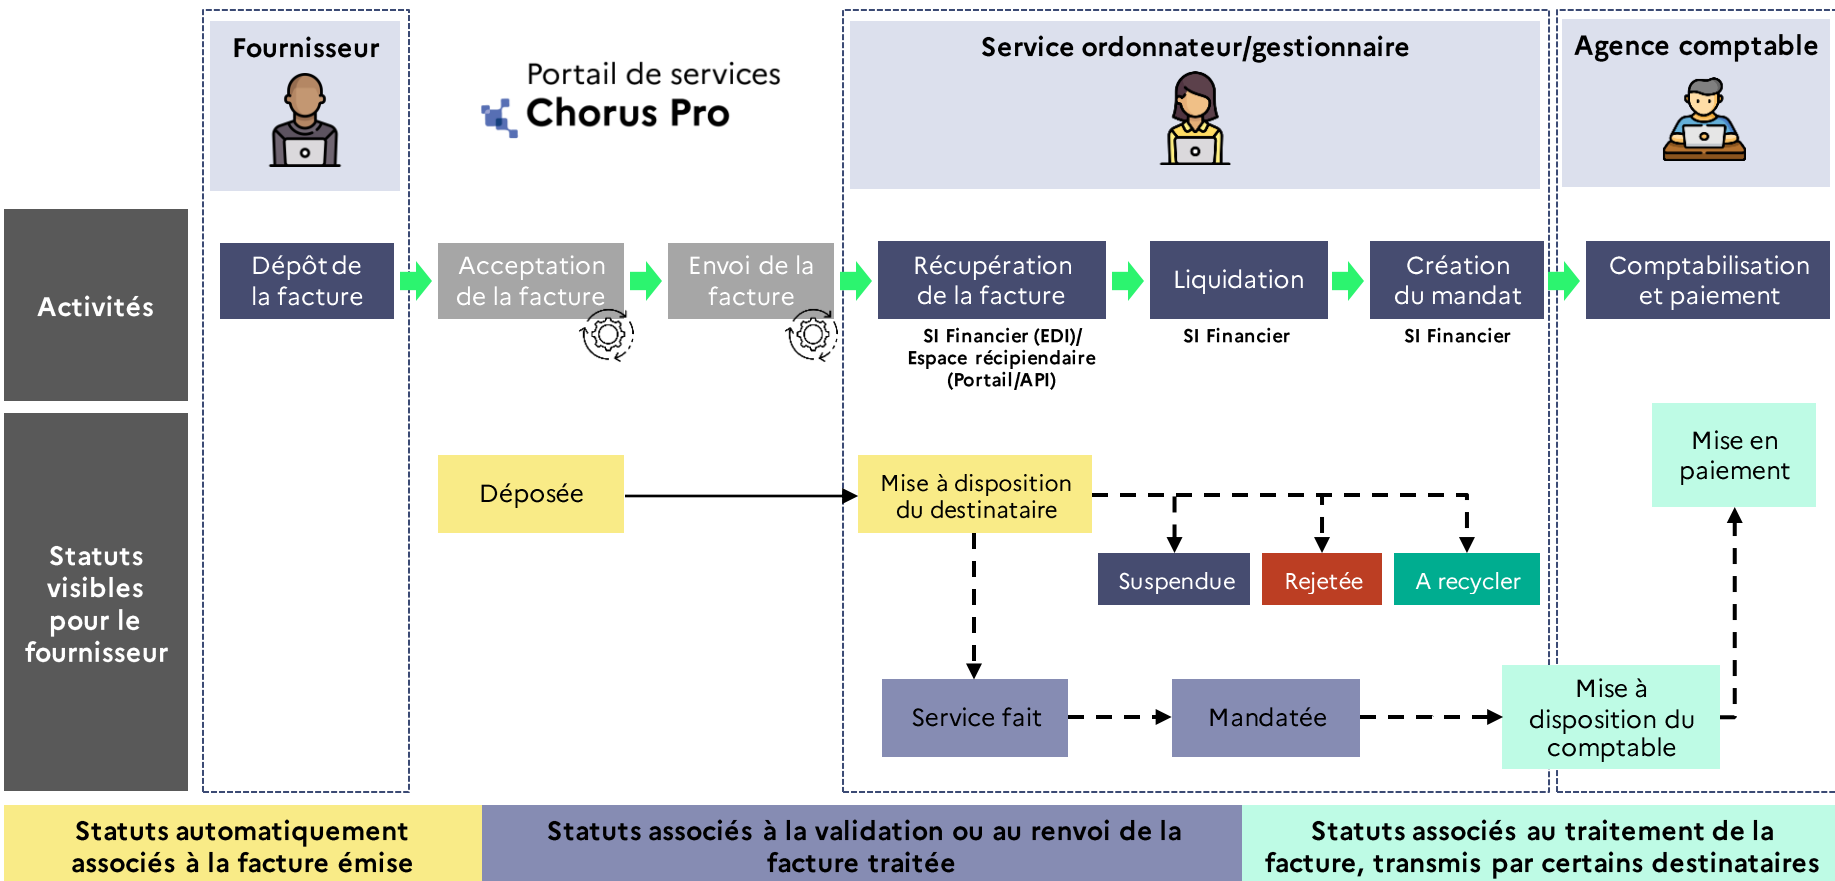 Fournisseur
Portail de services
Chorus Pro
Service ordonnateur/gestionnaire
Agence comptable
Activités
Dépôt de
la facture
Acceptation
de la facture
Envoi de la
facture
Récupération
de la facture
SI Financier (EDI)/
Espace récipiendaire
(Portail/API)
Liquidation
SI Financier
Création
du mandat
SI Financier
Comptabilisation
et paiement
Statuts
visibles
pour le
fournisseur
Déposée
Mise à disposition
du destinataire
Suspendue
Rejetée
A recycler
Service fait
Mandatée
Mise à
disposition du
comptable
Mise en
paiement
Statuts automatiquement
associés à la facture émise
Statuts associés à la validation ou au renvoi de la
facture traitée
Statuts associés au traitement de la
facture, transmis par certains destinataires